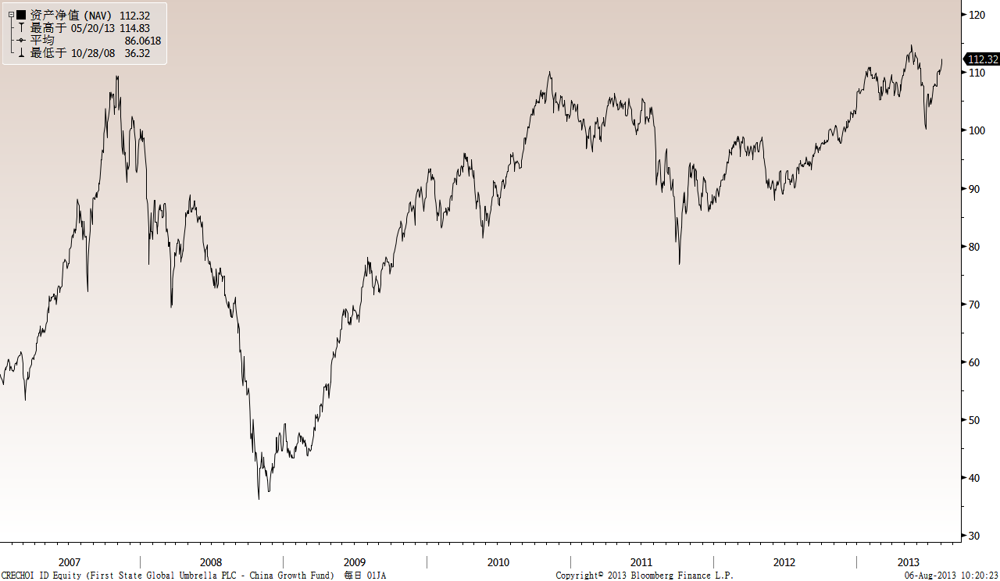 资产净值 (NAV) 112.32
最高于 05/20/13 114.83
平均 86.0618
最低于 10/28/08 36.32
120
112.32
110
100
90
80
70
60
50
40
30
2007 2008 2009 2010 2011 2012 2013
CRECHOI ID Equity (First State Global Umbrella PLC - China Growth Fund) 每日 01JA Copyright© 2013 Bloomberg Finance L.P. 06-Aug-2013 10:20:23